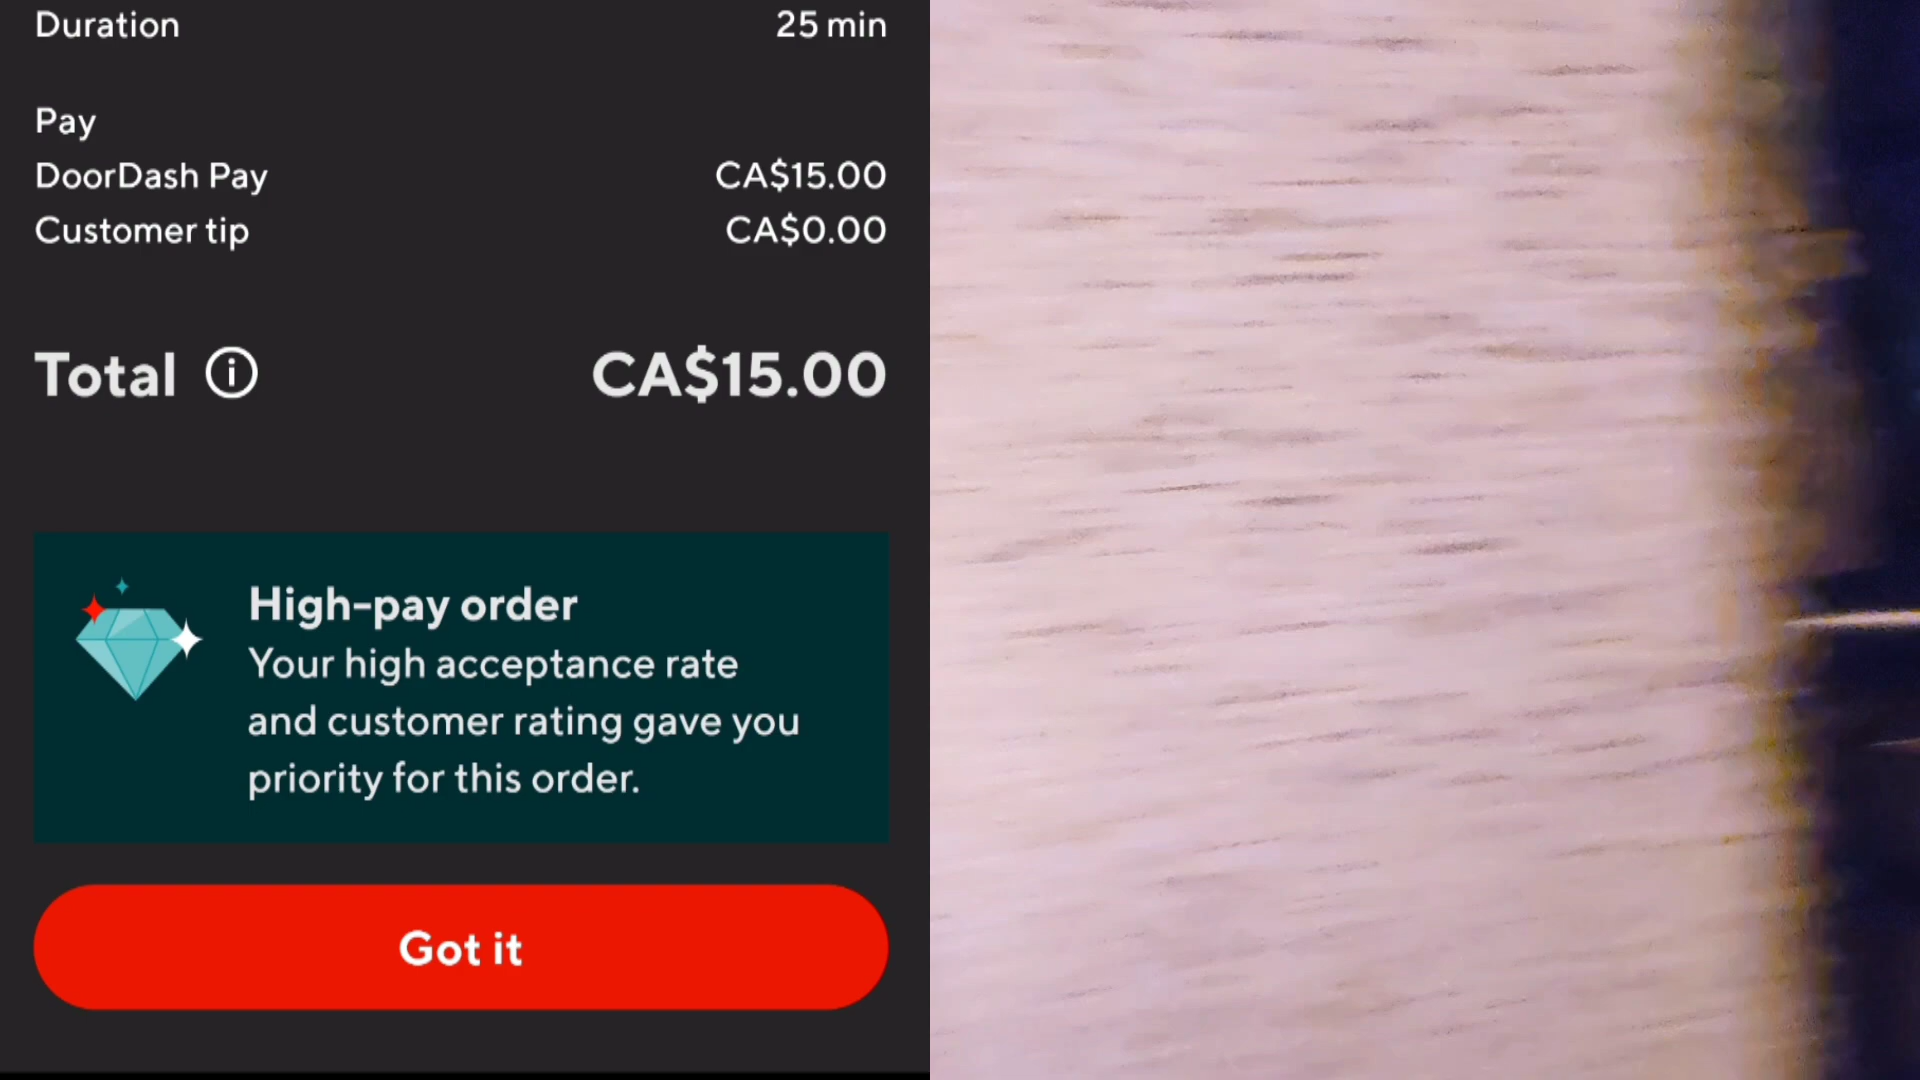 Duration 25 min
Pay
DoorDash Pay CA$15.00
Customer tip CA$0.00
Total CA$15.00
High-pay order
Your high acceptance rate
and customer rating gave you
priority for this order.
Got it